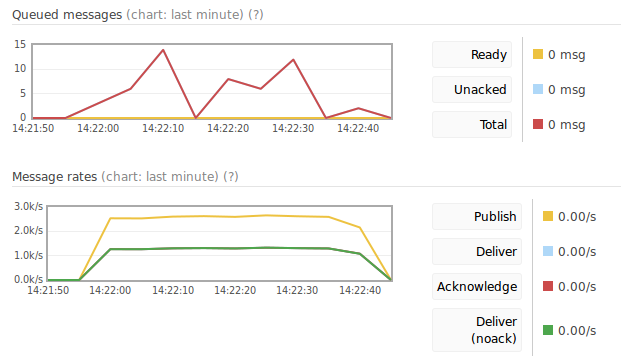 Queued messages (chart: last minute) (?)
15
10
5
0
14:21:50 14:22:00 14:22:10 14:22:20 14:22:30 14:22:40
Ready 0 msg
Unacked 0 msg
Total 0 msg
Message rates (chart: last minute) (?)
3.0k/s
2.0k/s
1.0k/s
0.0k/s
14:21:50 14:22:00 14:22:10 14:22:20 14:22:30 14:22:40
Publish 0.00/s
Deliver 0.00/s
Acknowledge 0.00/s
Deliver
(noack) 0.00/s